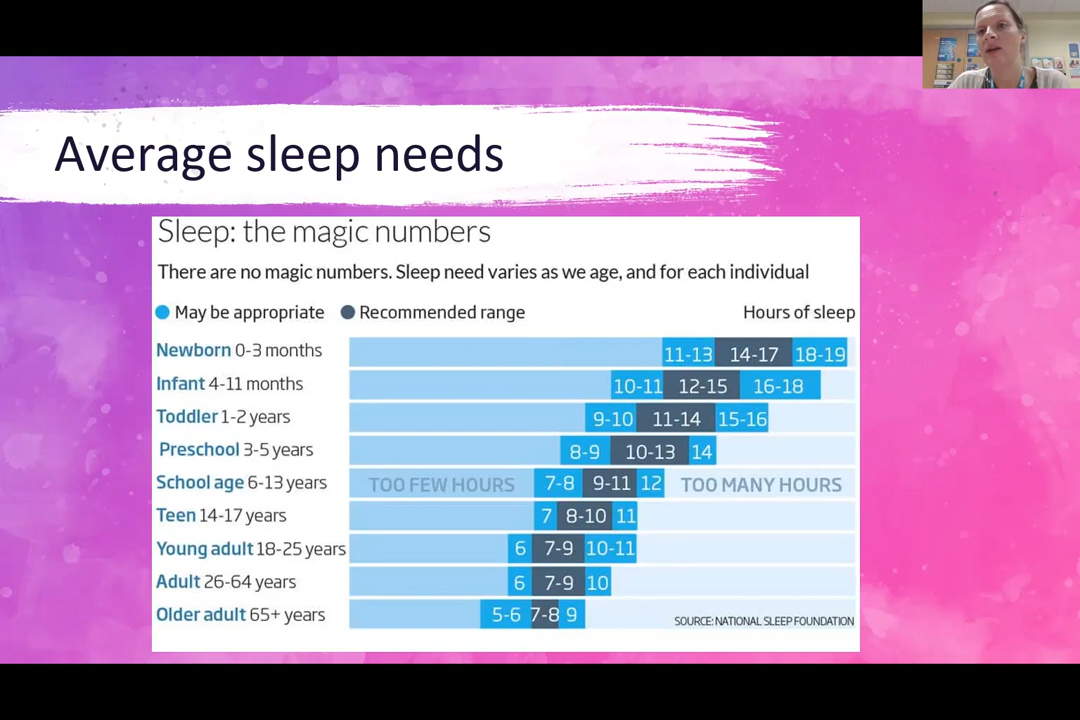 Average sleep needs
Sleep: the magic numbers
There are no magic numbers. Sleep need varies as we age, and for each individual
May be appropriate Recommended range Hours of sleep
Newborn 0-3 months 11-13 14-17 18-19
Infant 4-11 months 10-11 12-15 16-18
Toddler 1-2 years 9-10 11-14 15-16
Preschool 3-5 years 8-9 10-13 14
School age 6-13 years TOO FEW HOURS 7-8 9-11 12 TOO MANY HOURS
Teen 14-17 years 7 8-10 11
Young adult 18-25 years 6 7-9 10-11
Adult 26-64 years 6 7-9 10
Older adult 65+ years 5-6 7-8 9
SOURCE: NATIONAL SLEEP FOUNDATION